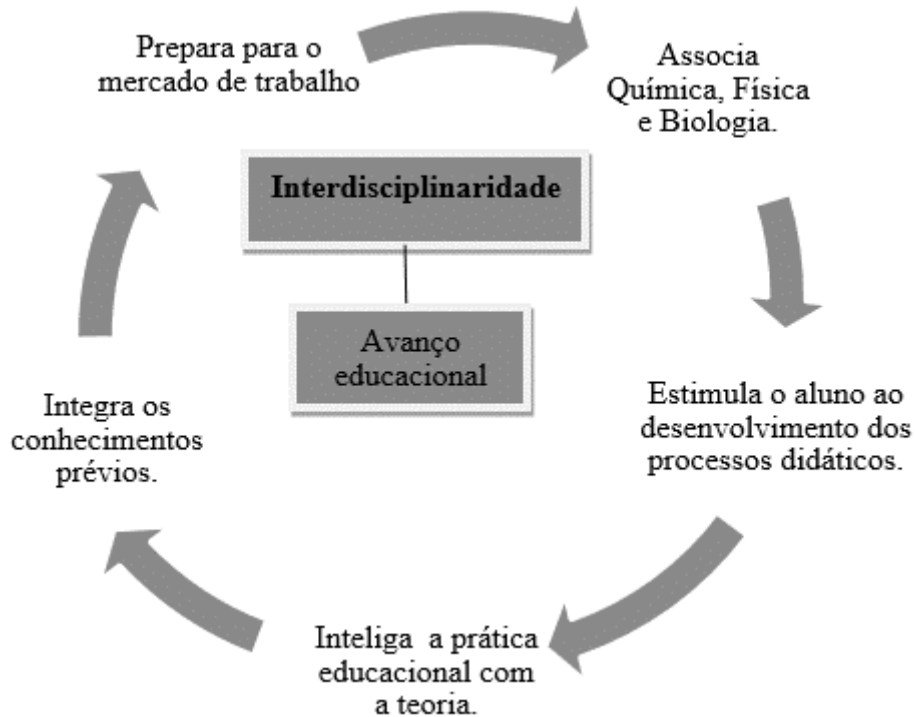 Prepara para o
mercado de trabalho
Associa
Química, Física
e Biologia.
Interdisciplinaridade
Avanço
educacional
Estimula o aluno ao
desenvolvimento dos
processos didáticos.
Inteliga a prática
educacional com
a teoria.
Integra os
conhecimentos
prévios.